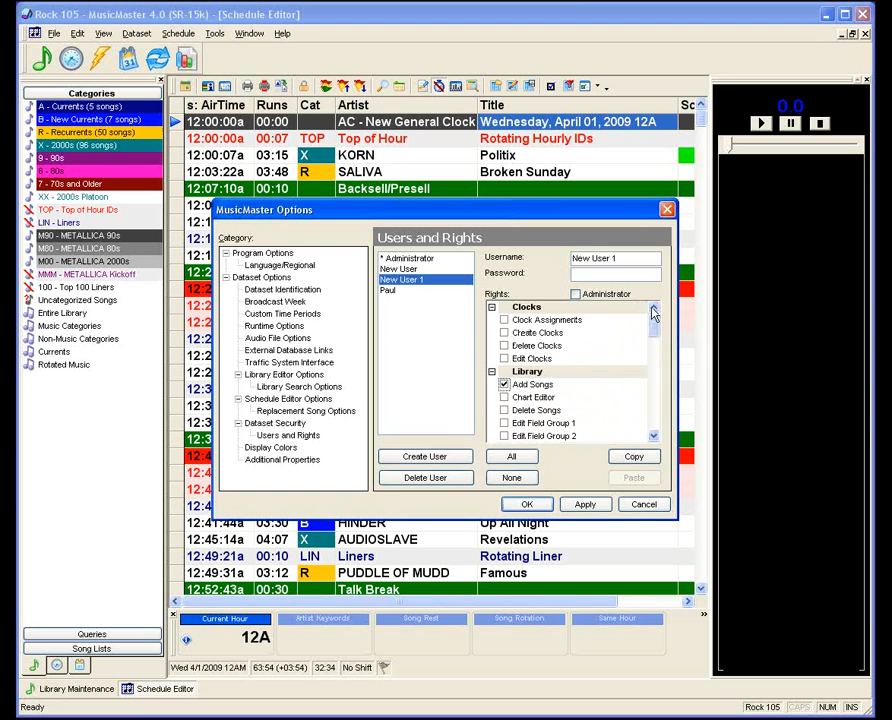 Rock 105 - MusicMaster 4.0 (SR-15k) - [Schedule Editor]
File Edit View Dataset Schedule Tools Window Help
Categories
A - Currents (5 songs)
B - New Currents (7 songs)
R - Recurrents (50 songs)
X - 2000s (96 songs)
9 - 90s
8 - 80s
7 - 70s and Older
XX - 2000s Platoon
TOP - Top of Hour IDs
LIN - Liners
M90 - METALLICA 90s
M80 - METALLICA 80s
M00 - METALLICA 2000s
MMM - METALLICA Kickoff
100 - Top 100 Liners
Uncategorized Songs
Entire Library
Music Categories
Non-Music Categories
Currents
Rotated Music
Queries
Song Lists
s: AirTime Runs Cat Artist Title Sc
12:00:00a 00:00 AC - New General Clock Wednesday, April 01, 2009 12A
12:00:00a 00:07 TOP Top of Hour Rotating Hourly IDs
12:00:07a 03:15 X KORN Politix
12:03:22a 03:48 R SALIVA Broken Sunday
12:07:10a 00:10 Backsell/Presell
MusicMaster Options
Category:
Program Options
Language/Regional
Dataset Options
Dataset Identification
Broadcast Week
Custom Time Periods
Runtime Options
Audio File Options
External Database Links
Traffic System Interface
Library Editor Options
Library Search Options
Schedule Editor Options
Replacement Song Options
Dataset Security
Users and Rights
Display Colors
Additional Properties
Users and Rights
* Administrator
New User
New User 1
Paul
Username: New User 1
Password:
Rights: Administrator
Clocks
Clock Assignments
Create Clocks
Delete Clocks
Edit Clocks
Library
Add Songs
Chart Editor
Delete Songs
Edit Field Group 1
Edit Field Group 2
Create User All Copy
Delete User None Paste
OK Apply Cancel
12:41:44a 03:30 B HINDER Up All Night
12:45:14a 04:07 X AUDIOSLAVE Revelations
12:49:21a 00:10 LIN Liners Rotating Liner
12:49:31a 03:12 R PUDDLE OF MUDD Famous
12:52:43a 00:30 Talk Break
Current Hour Artist Keywords Song Rest Song Rotation Same Hour
12A
Wed 4/1/2009 12AM 63:54 (+03:54) 32:34 No Shift
0.0
Library Maintenance Schedule Editor
Ready Rock 105 CAPS NUM INS